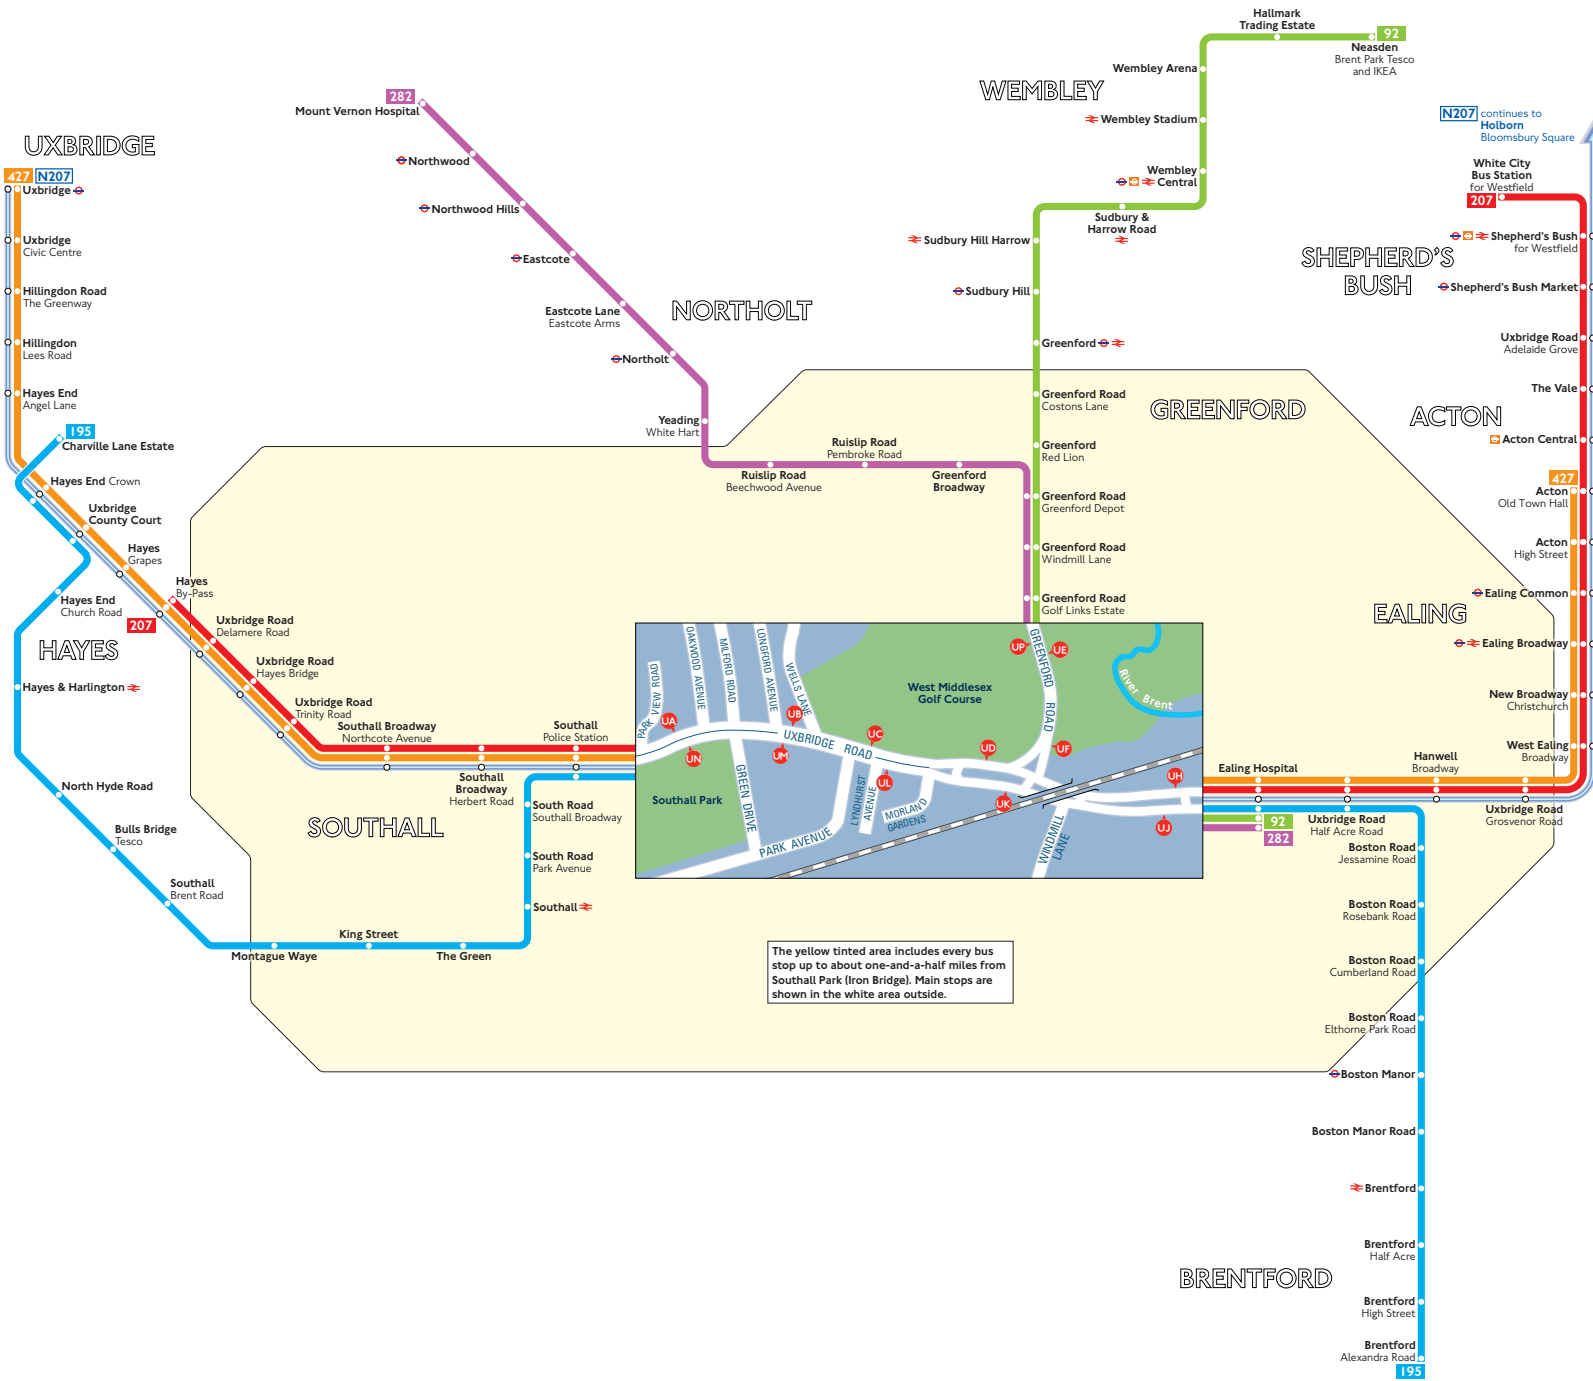 Hallmark
Trading Estate
92
Neasden
Brent Park Tesco
and IKEA
Wembley Arena
WEMBLEY
Wembley Stadium
Wembley
Central
Sudbury &
Harrow Road
Sudbury Hill Harrow
Sudbury Hill
Greenford
Greenford Road
Costons Lane
Greenford
Red Lion
Greenford Road
Greenford Depot
Greenford Road
Windmill Lane
Greenford Road
Golf Links Estate
GREENFORD
282
Mount Vernon Hospital
Northwood
Northwood Hills
Eastcote
Eastcote Lane
Eastcote Arms
NORTHOLT
Northolt
Yeading
White Hart
Ruislip Road
Beechwood Avenue
Ruislip Road
Pembroke Road
Greenford
Broadway
UXBRIDGE
427 N207
Uxbridge
Uxbridge
Civic Centre
Hillingdon Road
The Greenway
Hillingdon
Lees Road
Hayes End
Angel Lane
195
Charville Lane Estate
Hayes End Crown
Uxbridge
County Court
Hayes
Grapes
Hayes
By-Pass
207
Hayes End
Church Road
HAYES
Hayes & Harlington
Uxbridge Road
Delamere Road
Uxbridge Road
Hayes Bridge
Uxbridge Road
Trinity Road
Southall Broadway
Northcote Avenue
Southall
Broadway
Herbert Road
Southall
Police Station
South Road
Southall Broadway
South Road
Park Avenue
Southall
SOUTHALL
North Hyde Road
Bulls Bridge
Tesco
Southall
Brent Road
Montague Waye
King Street
The Green
PARK VIEW ROAD
OAKWOOD AVENUE
MILFORD ROAD
LONGFORD AVENUE
WELLS LANE
UXBRIDGE ROAD
GREENFORD ROAD
GREEN DRIVE
PARK AVENUE
LYNDHURST
AVENUE
MORLAND
GARDENS
WINDMILL
LANE
West Middlesex
Golf Course
River Brent
Southall Park
UA
UN
UB
UM
UC
UL
UD
UK
UP
UE
UF
UH
UJ
The yellow tinted area includes every bus
stop up to about one-and-a-half miles from
Southall Park (Iron Bridge). Main stops are
shown in the white area outside.
N207 continues to
Holborn
Bloomsbury Square
White City
Bus Station
for Westfield
207
Shepherd's Bush
for Westfield
SHEPHERD'S
BUSH
Shepherd's Bush Market
Uxbridge Road
Adelaide Grove
The Vale
ACTON
Acton Central
427
Acton
Old Town Hall
Acton
High Street
Ealing Common
EALING
Ealing Broadway
New Broadway
Christchurch
West Ealing
Broadway
Ealing Hospital
Hanwell
Broadway
Uxbridge Road
Grosvenor Road
92
282
Uxbridge Road
Half Acre Road
Boston Road
Jessamine Road
Boston Road
Rosebank Road
Boston Road
Cumberland Road
Boston Road
Elthorne Park Road
Boston Manor
Boston Manor Road
Brentford
Brentford
Half Acre
BRENTFORD
Brentford
High Street
Brentford
Alexandra Road
195